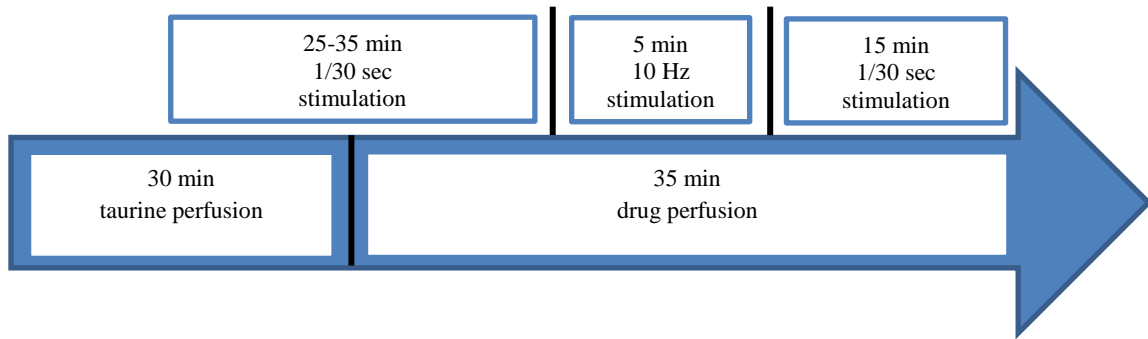 25-35 min
1/30 sec
stimulation
5 min
10 Hz
stimulation
15 min
1/30 sec
stimulation
30 min
taurine perfusion
35 min
drug perfusion